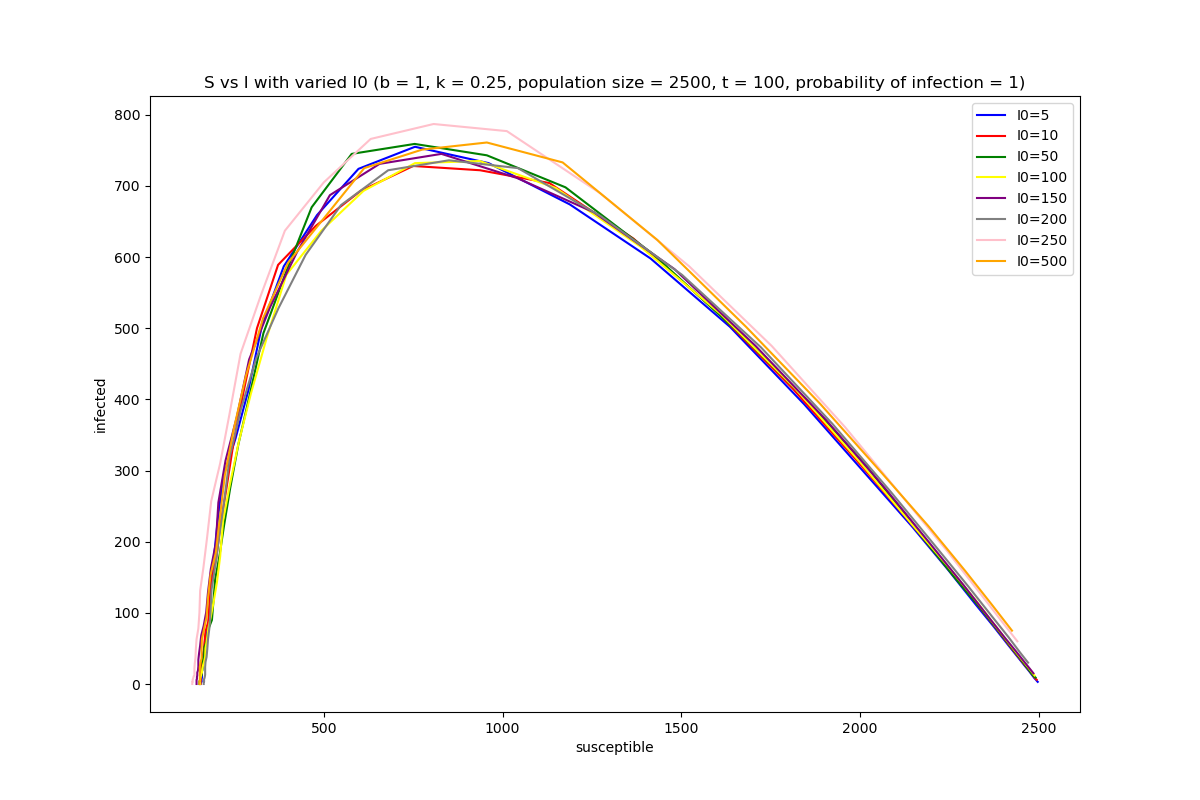 S vs I with varied I0 (b = 1, k = 0.25, population size = 2500, t = 100, probability of infection = 1)
800
700
600
500
400
300
200
100
0
infected
I0=5
I0=10
I0=50
I0=100
I0=150
I0=200
I0=250
I0=500
500
1000
1500
2000
2500
susceptible